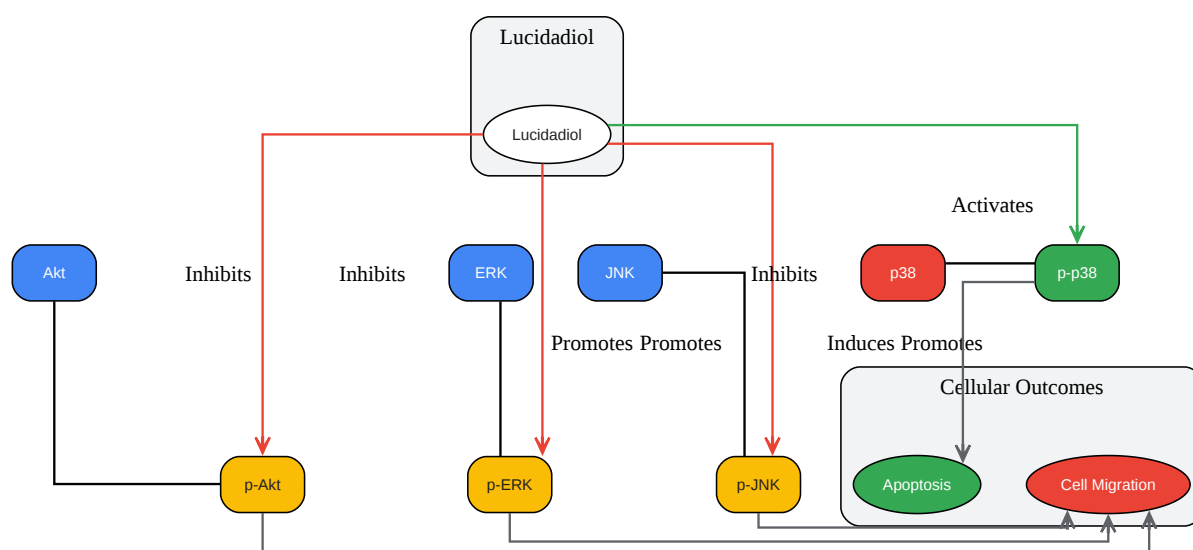 Lucidadiol
Lucidadiol
Activates
Akt
Inhibits
Inhibits
ERK
JNK
Inhibits
p38
p-p38
Promotes Promotes
Induces Promotes
Cellular Outcomes
p-Akt
p-ERK
p-JNK
Apoptosis
Cell Migration